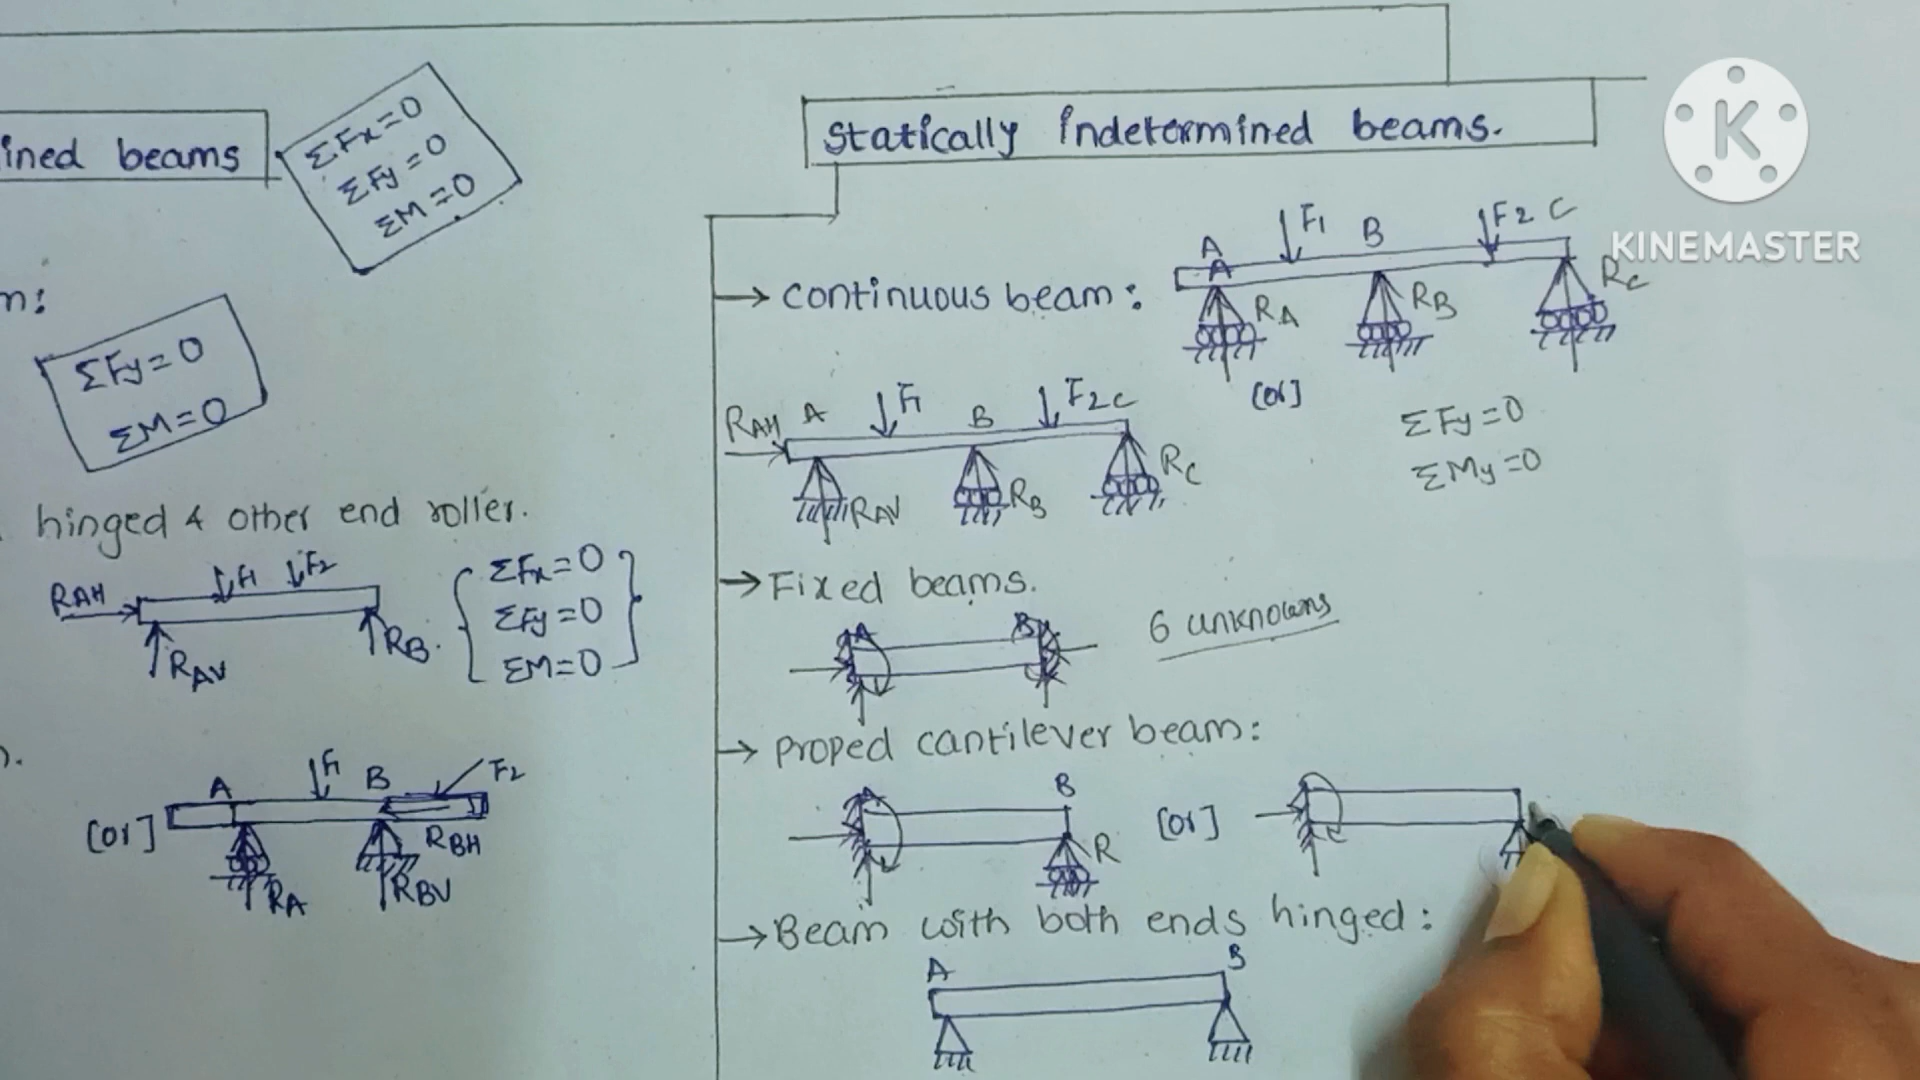 ined beams
ΣFx=0
ΣFy=0
ΣM=0
n:
ΣFy=0
ΣM=0
hinged & other end roller.
RAH
F1
F2
RAV
RB.
ΣFx=0
ΣFy=0
ΣM=0
).
[or]
A
F1
B
F2
RA
RBH
RBV
Statically indetermined beams.
K
KINEMASTER
→ continuous beam:
A
F1
B
F2 C
A
RA
RB
RC
[or]
RAH A
F1
B
F2 C
RAV
RB
RC
ΣFy=0
ΣMy=0
→ Fixed beams.
A
B
6 unknowns
→ Proped cantilever beam:
A
B
R
[or]
→ Beam with both ends hinged:
A
B